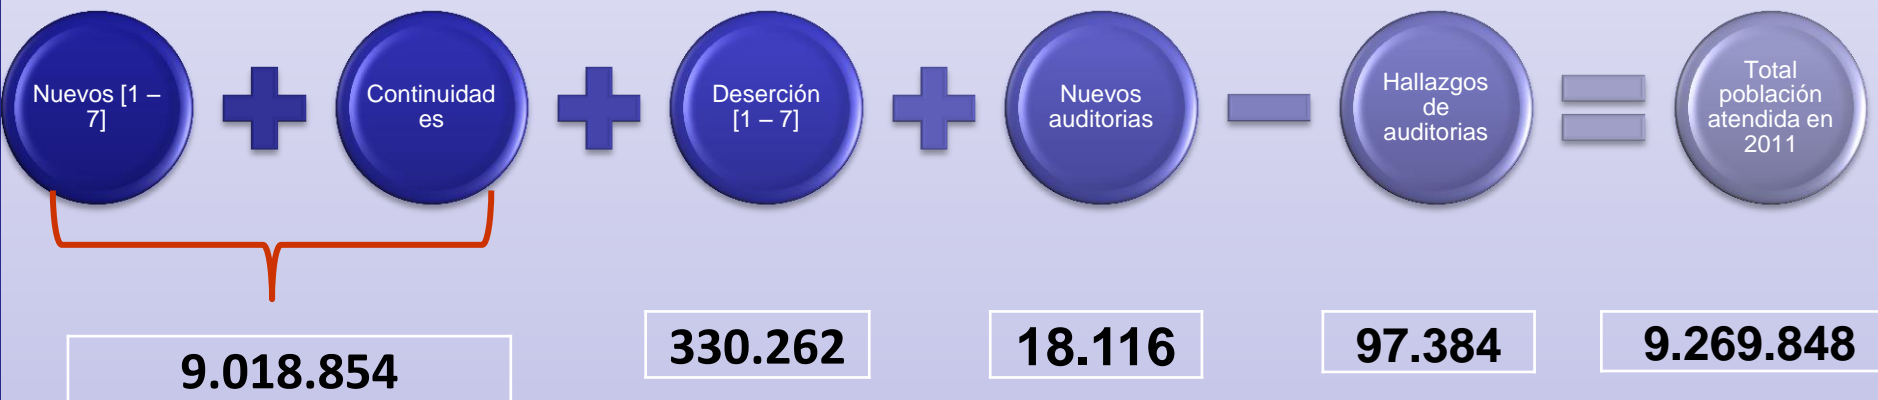 Nuevos [1 –
7]
Continuidad
es
Deserción
[1 – 7]
Nuevos
auditorias
Hallazgos
de
auditorias
Total
población
atendida en
2011
9.018.854
330.262
18.116
97.384
9.269.848